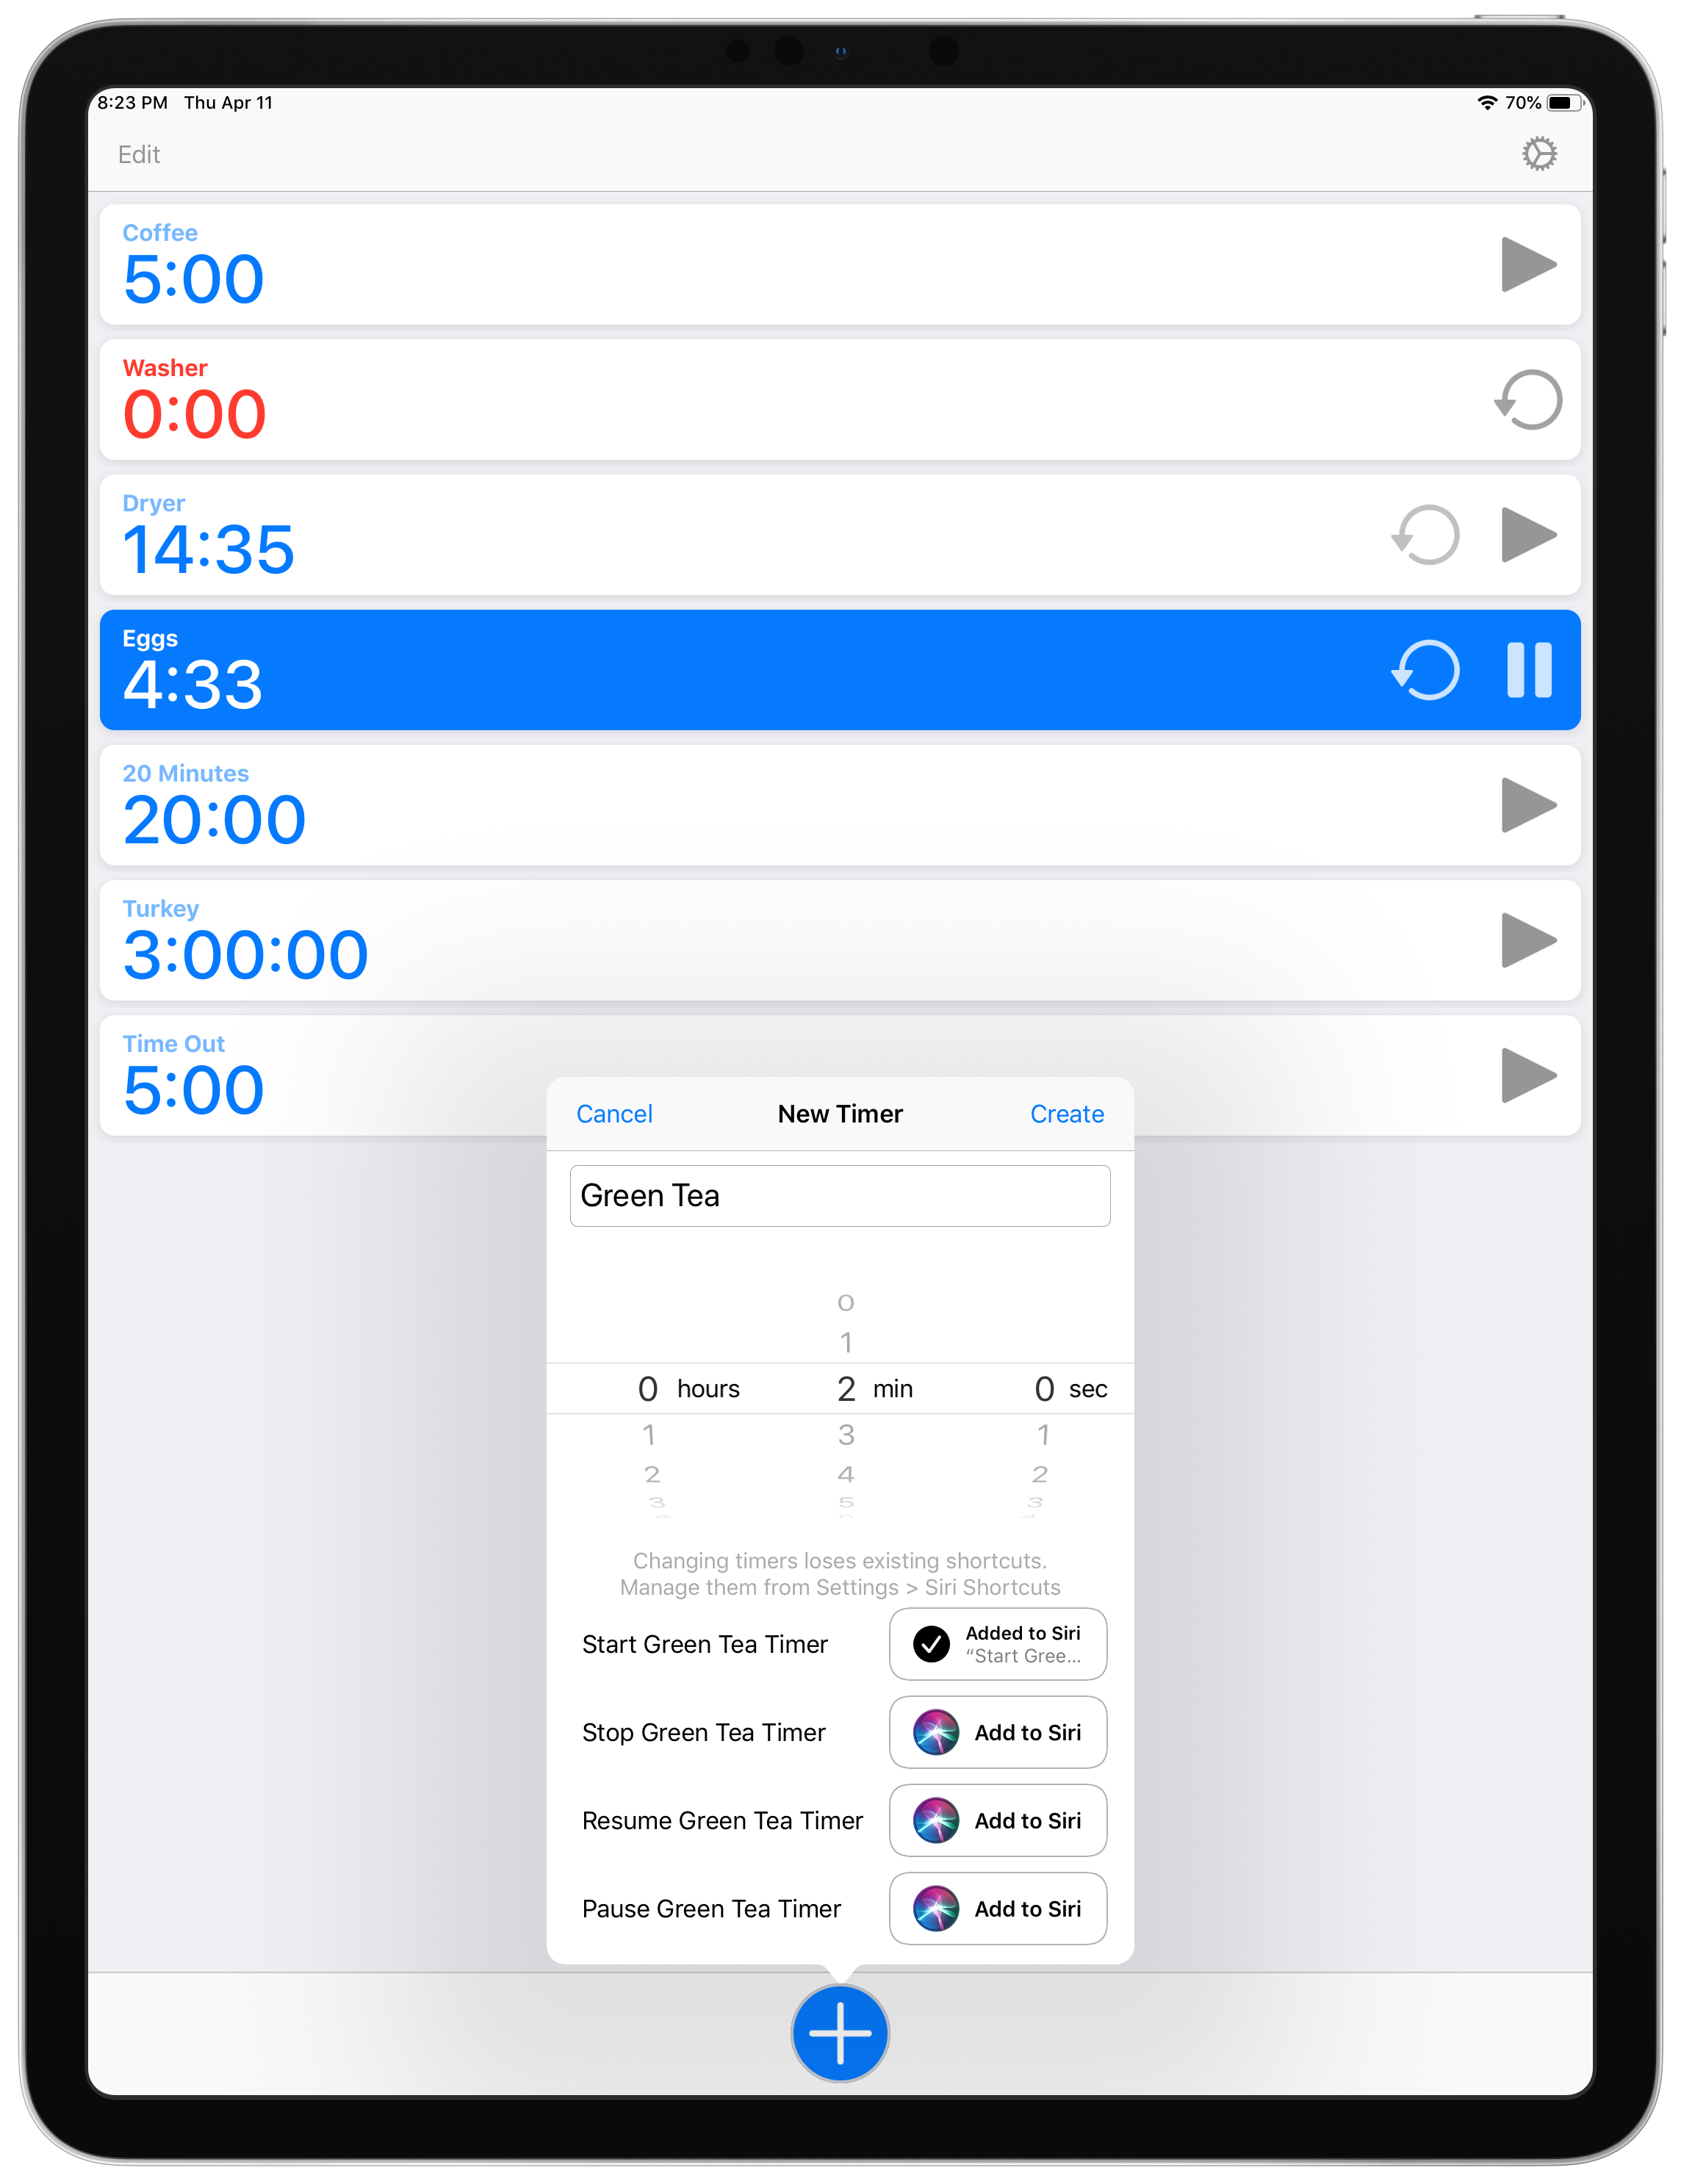 8:23 PM Thu Apr 11 70%
Edit
Coffee
5:00
Washer
0:00
Dryer
14:35
Eggs
4:33
20 Minutes
20:00
Turkey
3:00:00
Time Out
5:00
Cancel New Timer Create
Green Tea
0
1
0 hours 2 min 0 sec
1 3 1
2 4 2
3 5 3
Changing timers loses existing shortcuts.
Manage them from Settings > Siri Shortcuts
Start Green Tea Timer
Added to Siri
“Start Gree...
Stop Green Tea Timer Add to Siri
Resume Green Tea Timer Add to Siri
Pause Green Tea Timer Add to Siri